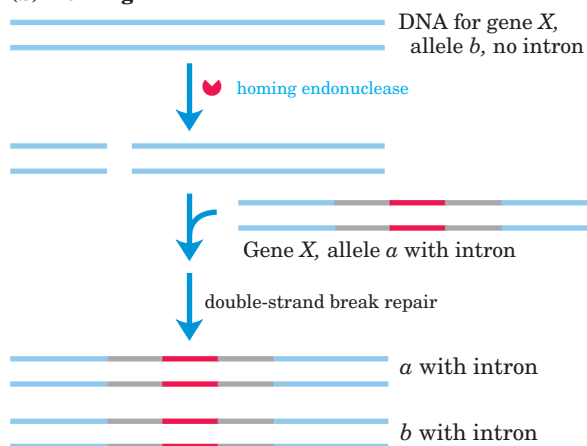 DNA for gene X,
allele b, no intron
homing endonuclease
Gene X, allele a with intron
double-strand break repair
a with intron
b with intron